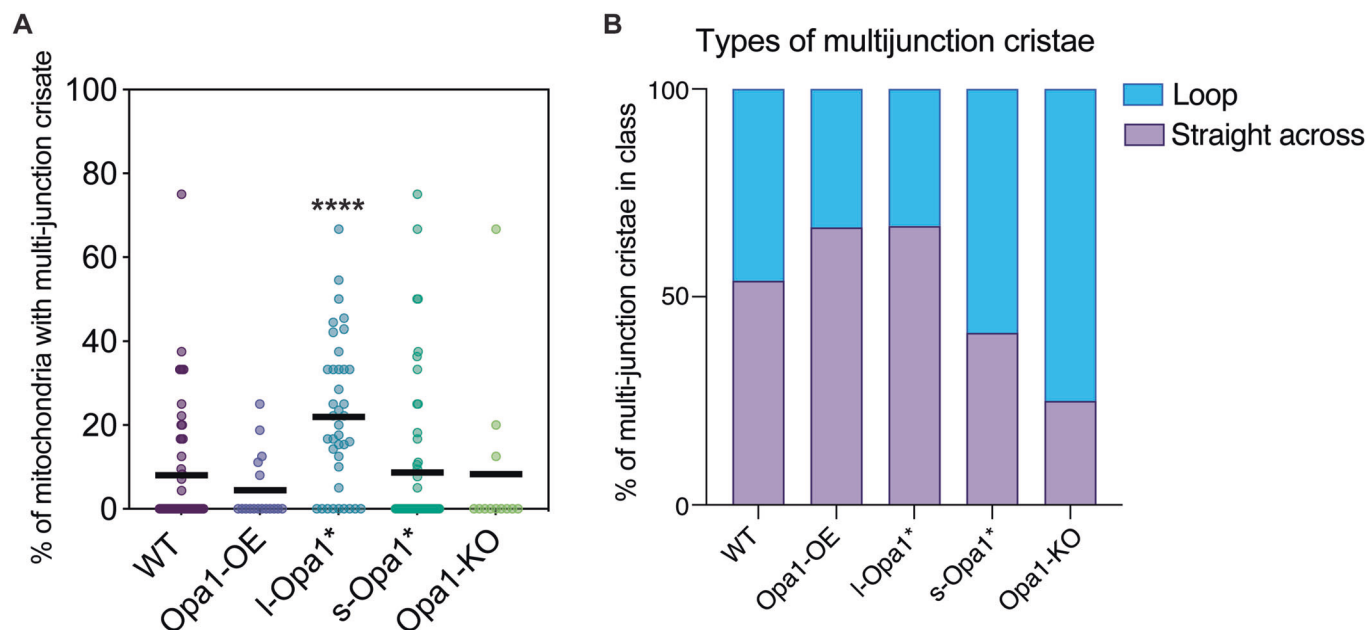 A
% of mitochondria with multi-junction crisate
100
80
60
40
20
0
****
WT
Opa1-OE
l-Opa1*
s-Opa1*
Opa1-KO
B
Types of multijunction cristae
% of multi-junction cristae in class
100
50
0
WT
Opa1-OE
l-Opa1*
s-Opa1*
Opa1-KO
Loop
Straight across